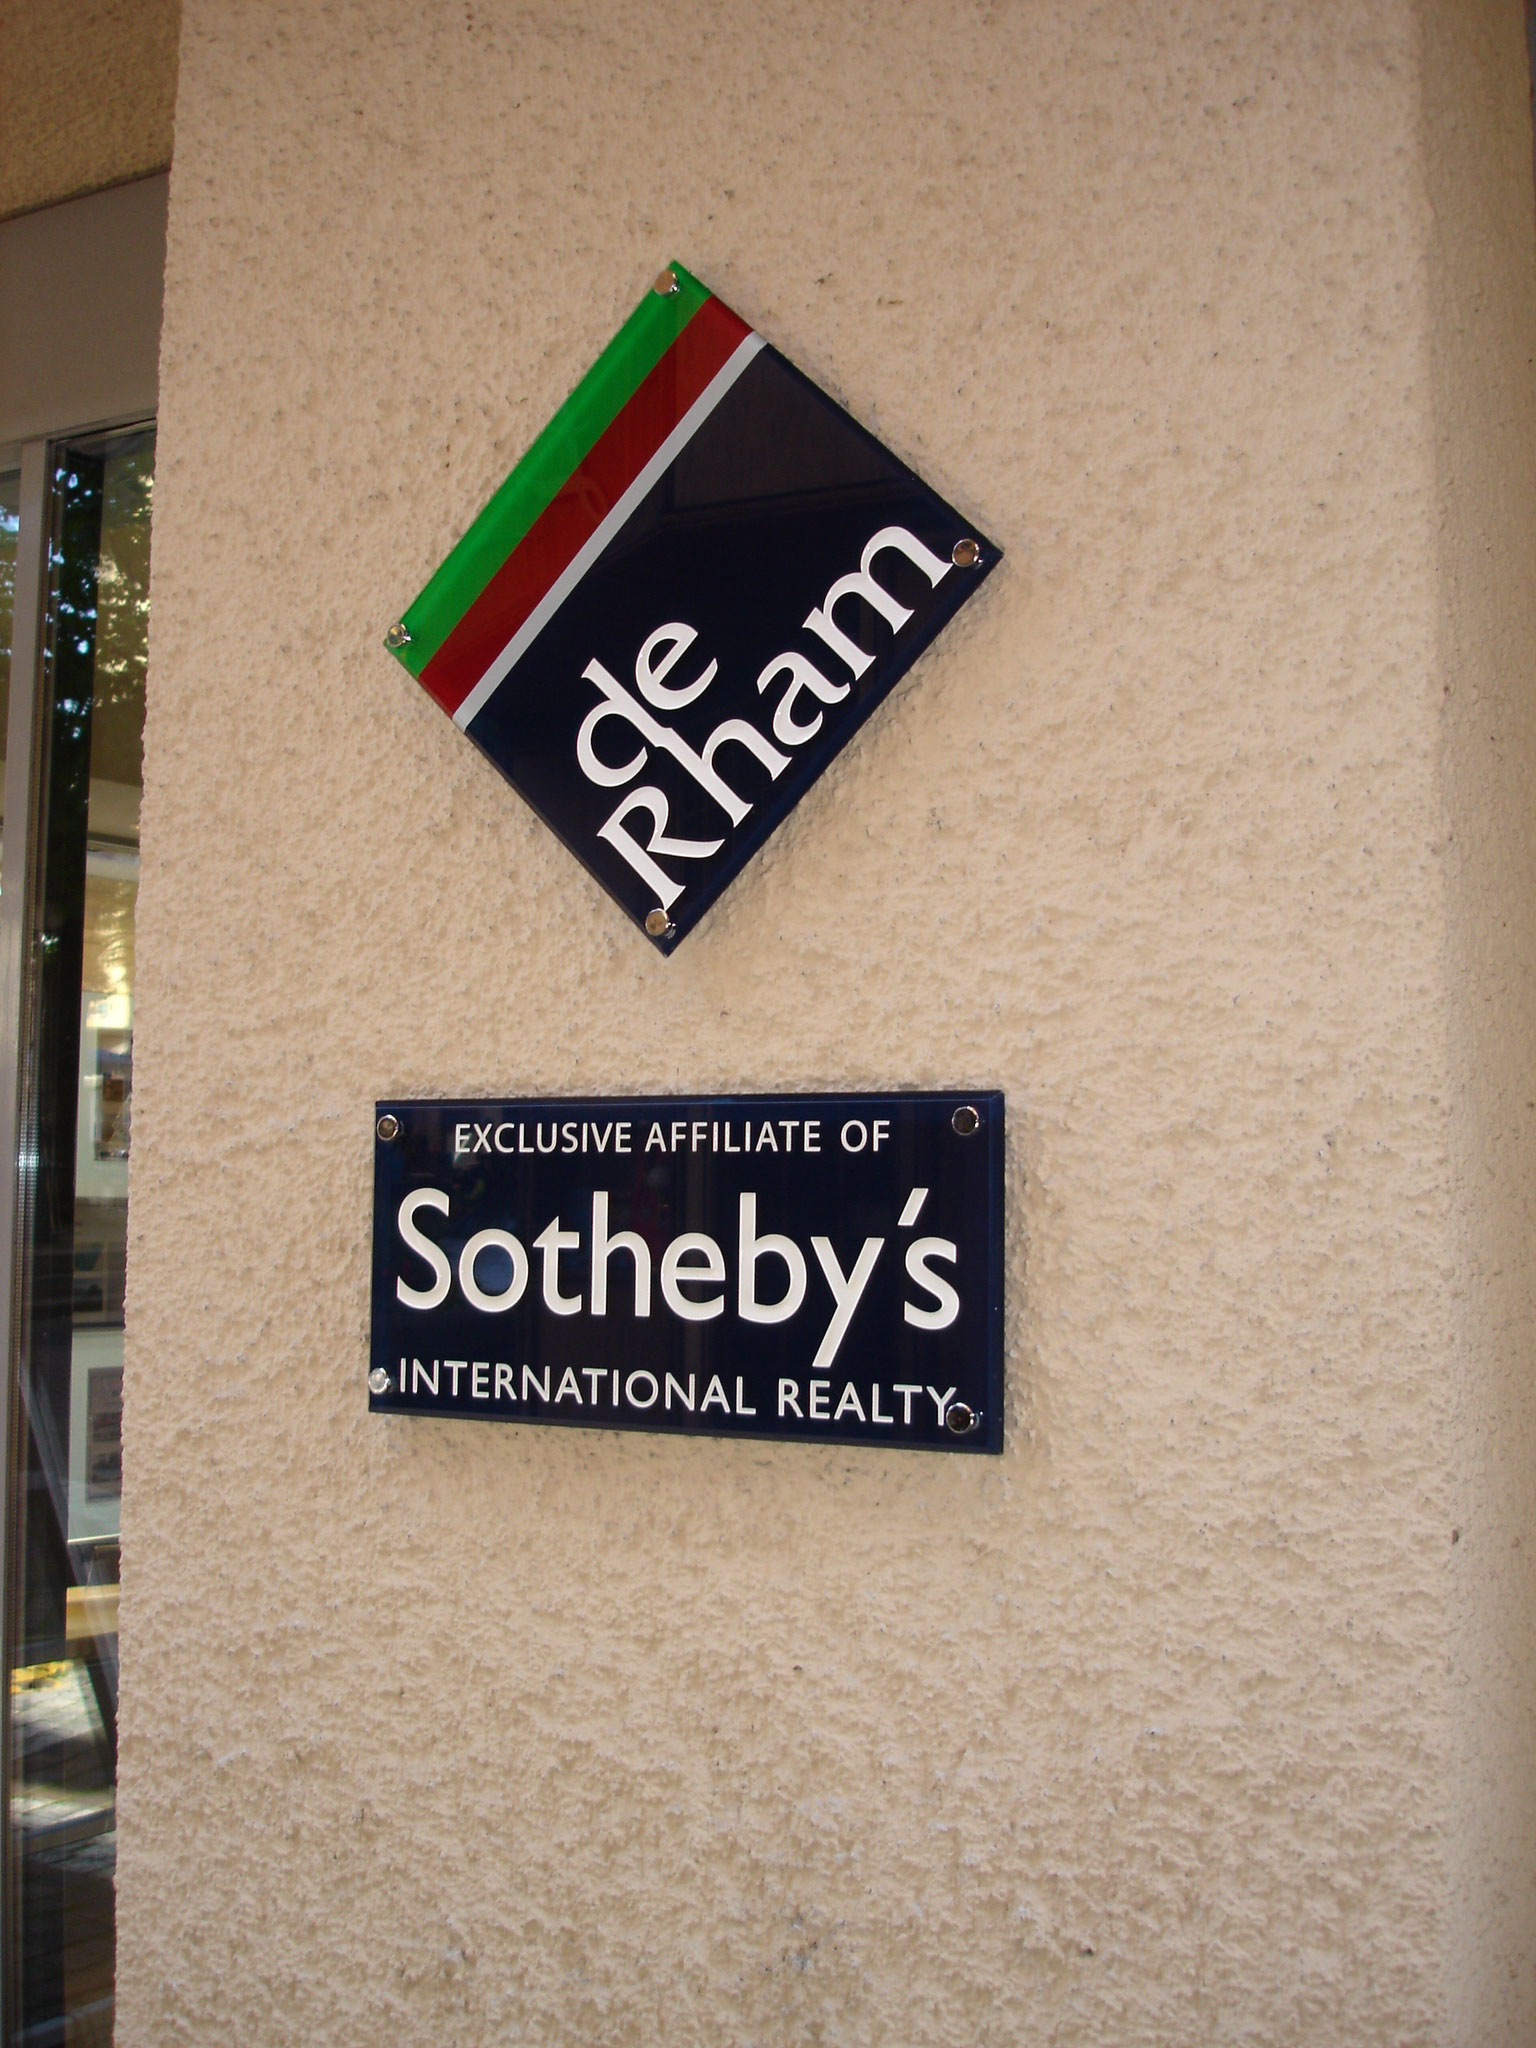 de
Rham
EXCLUSIVE AFFILIATE OF
Sotheby's
INTERNATIONAL REALTY